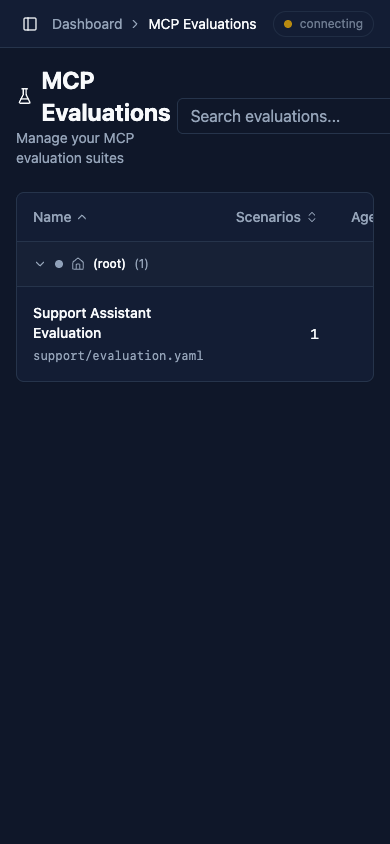 Dashboard > MCP Evaluations
connecting
MCP
Evaluations
Search evaluations...
Manage your MCP
evaluation suites
Name
Scenarios
Age
(root) (1)
Support Assistant
Evaluation
1
support/evaluation.yaml